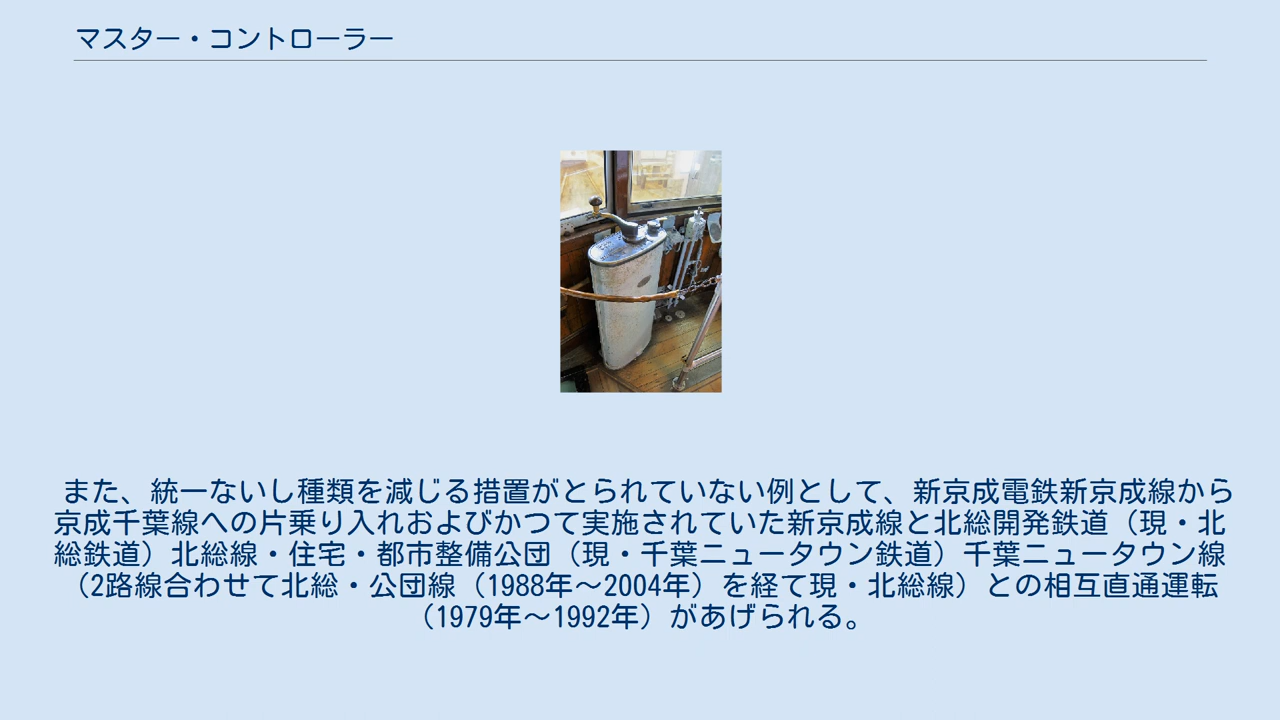 マスター・コントローラー
また、統一ないし種類を減じる措置がとられていない例として、新京成電鉄新京成線から
京成千葉線への片乗り入れおよびかつて実施されていた新京成線と北総開発鉄道（現・北
総鉄道）北総線・住宅・都市整備公団（現・千葉ニュータウン鉄道）千葉ニュータウン線
（2路線合わせて北総・公団線（1988年～2004年）を経て現・北総線）との相互直通運転
（1979年～1992年）があげられる。